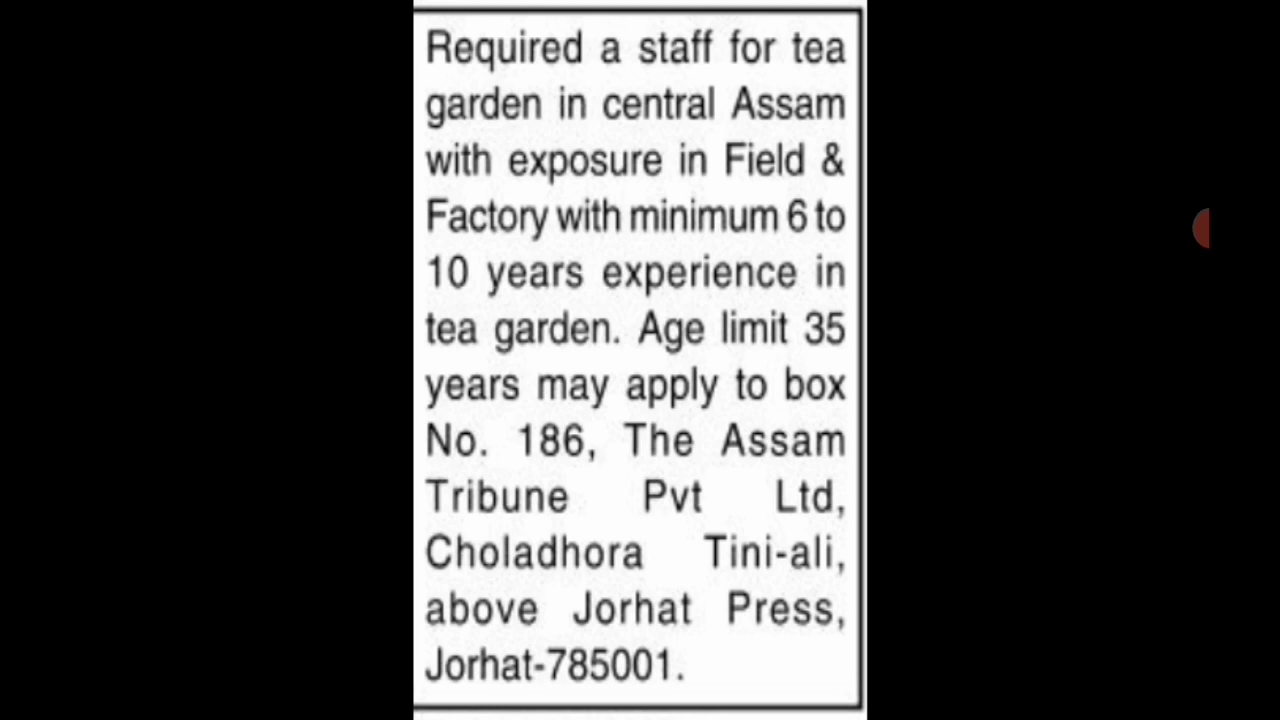 Required a staff for tea
garden in central Assam
with exposure in Field &
Factory with minimum 6 to
10 years experience in
tea garden. Age limit 35
years may apply to box
No. 186, The Assam
Tribune Pvt Ltd,
Choladhora Tini-ali,
above Jorhat Press,
Jorhat-785001.